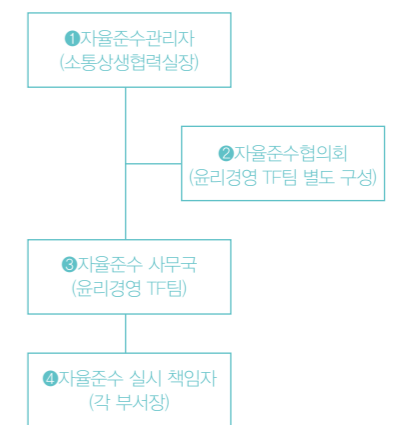 ❶자율준수관리자
(소통상생협력실장)
❷자율준수협의회
(윤리경영 TF팀 별도 구성)
❸자율준수 사무국
(윤리경영 TF팀)
❹자율준수 실시 책임자
(각 부서장)